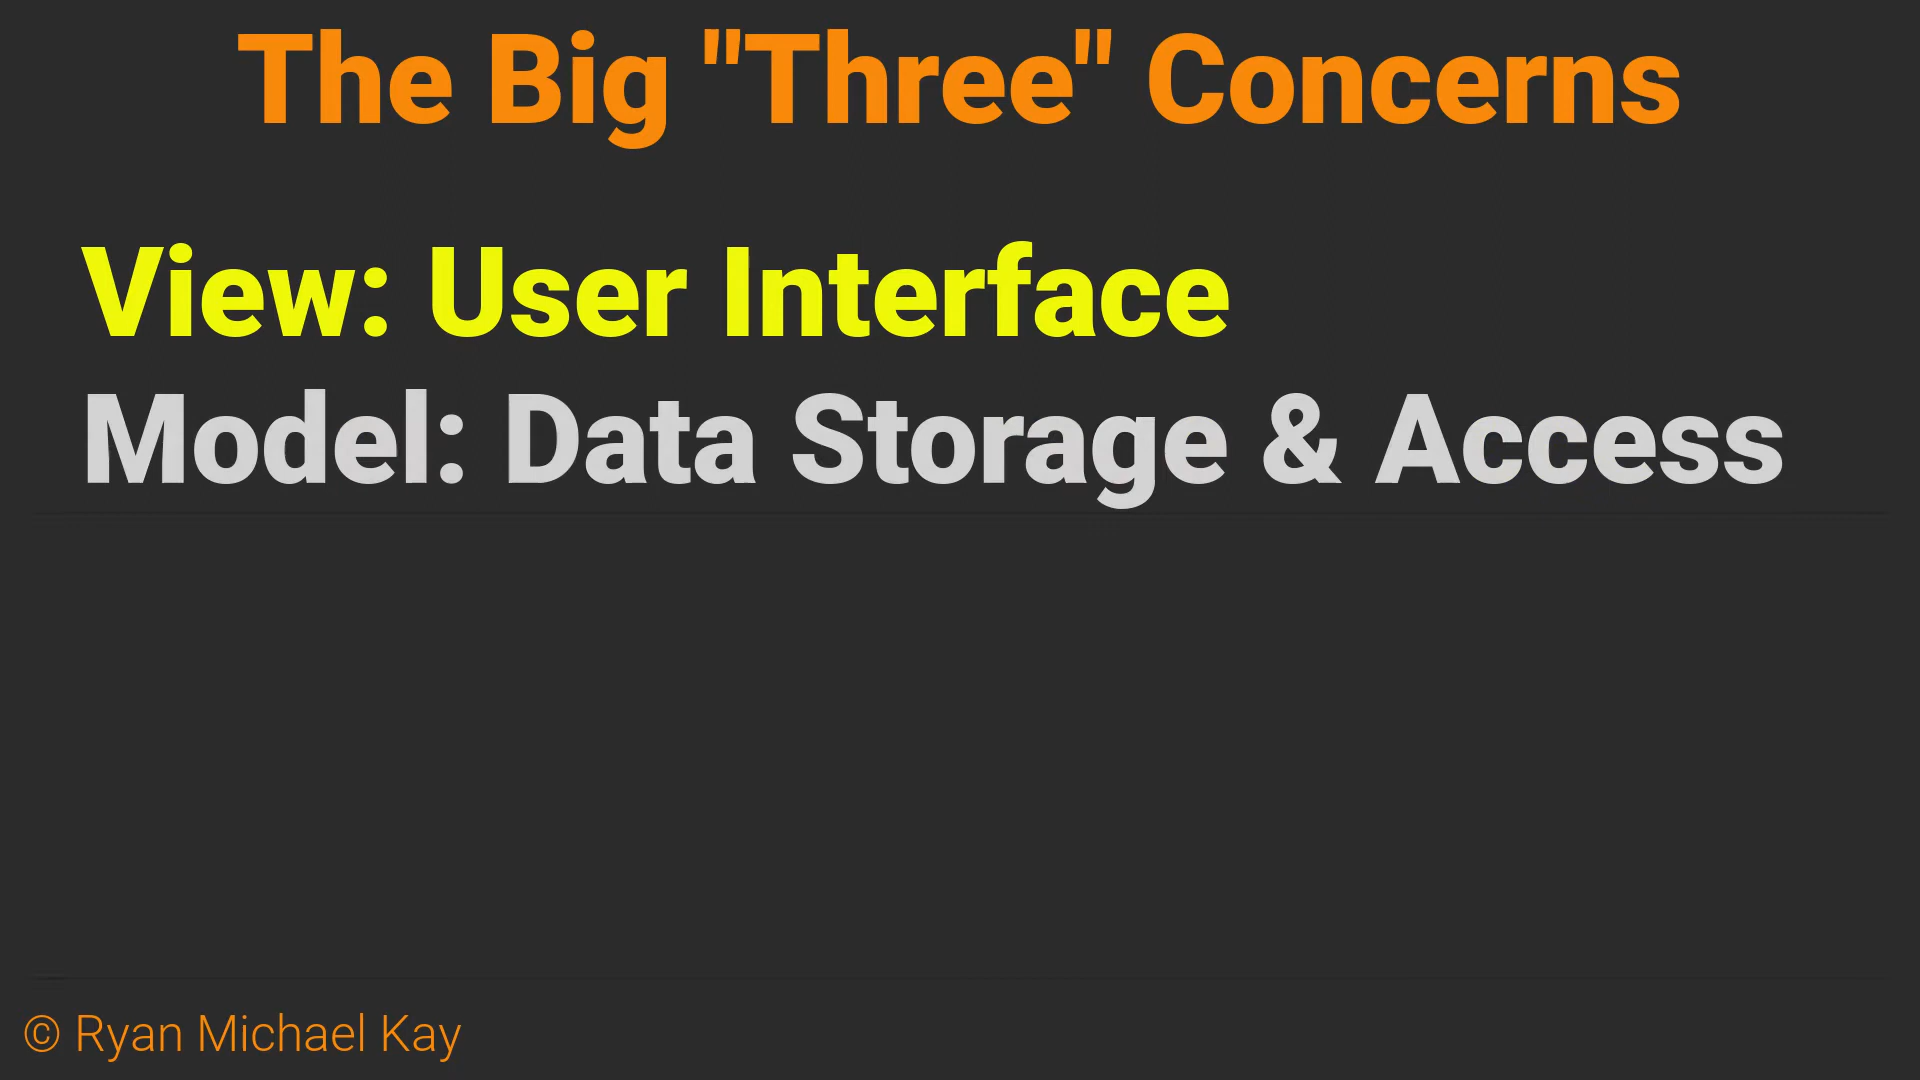 The Big "Three" Concerns
View: User Interface
Model: Data Storage & Access
© Ryan Michael Kay